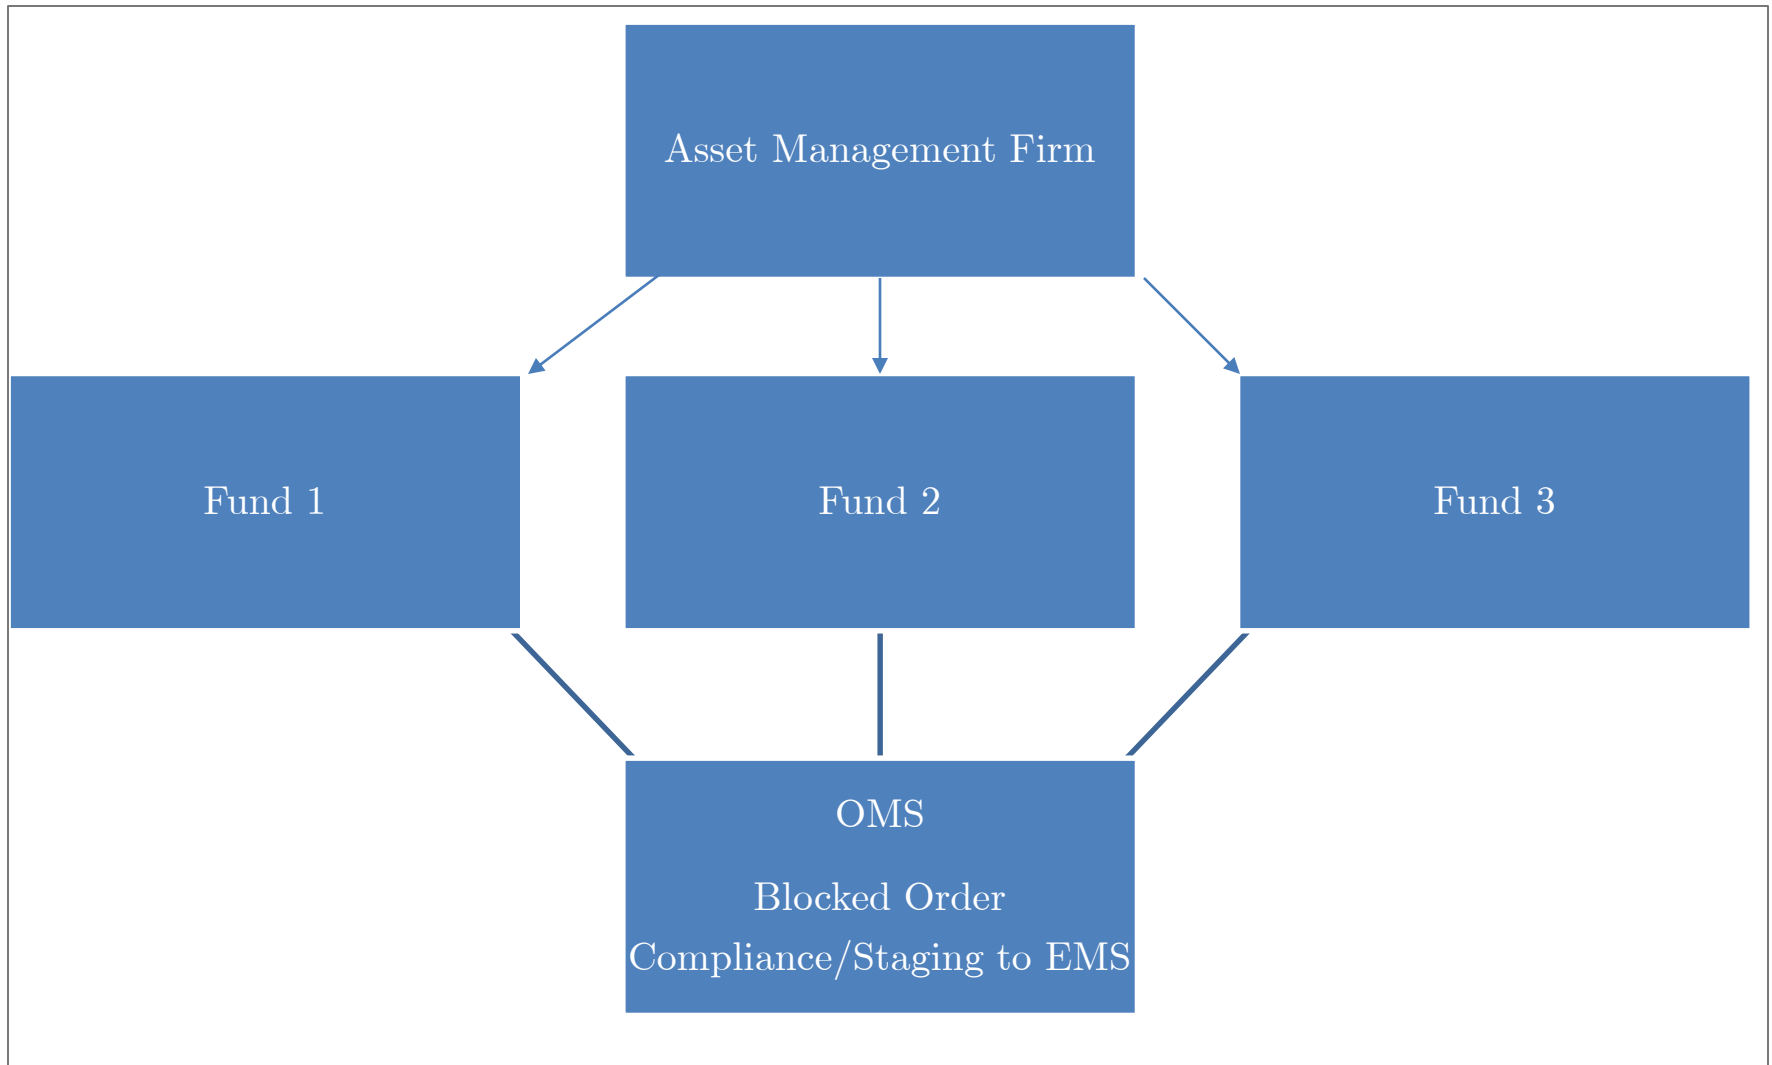 Asset Management Firm
Fund 1
Fund 2
Fund 3
OMS
Blocked Order
Compliance/Staging to EMS